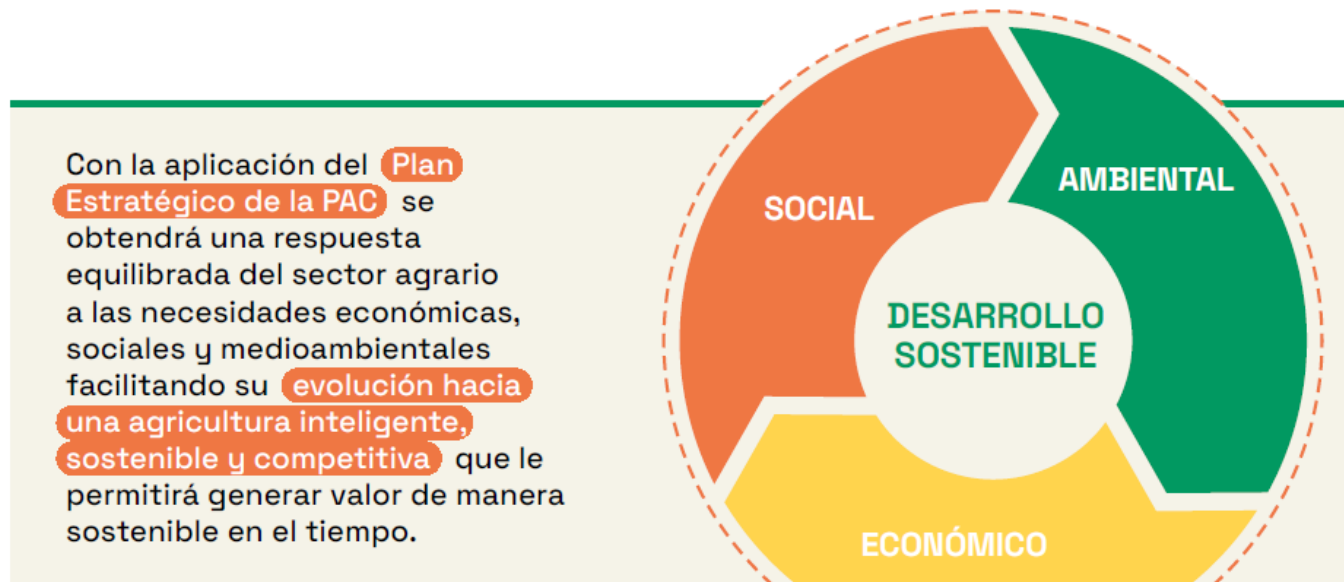 Con la aplicación del Plan
Estratégico de la PAC se
obtendrá una respuesta
equilibrada del sector agrario
a las necesidades económicas,
sociales y medioambientales
facilitando su evolución hacia
una agricultura inteligente,
sostenible y competitiva que le
permitirá generar valor de manera
sostenible en el tiempo.
SOCIAL
AMBIENTAL
DESARROLLO
SOSTENIBLE
ECONÓMICO